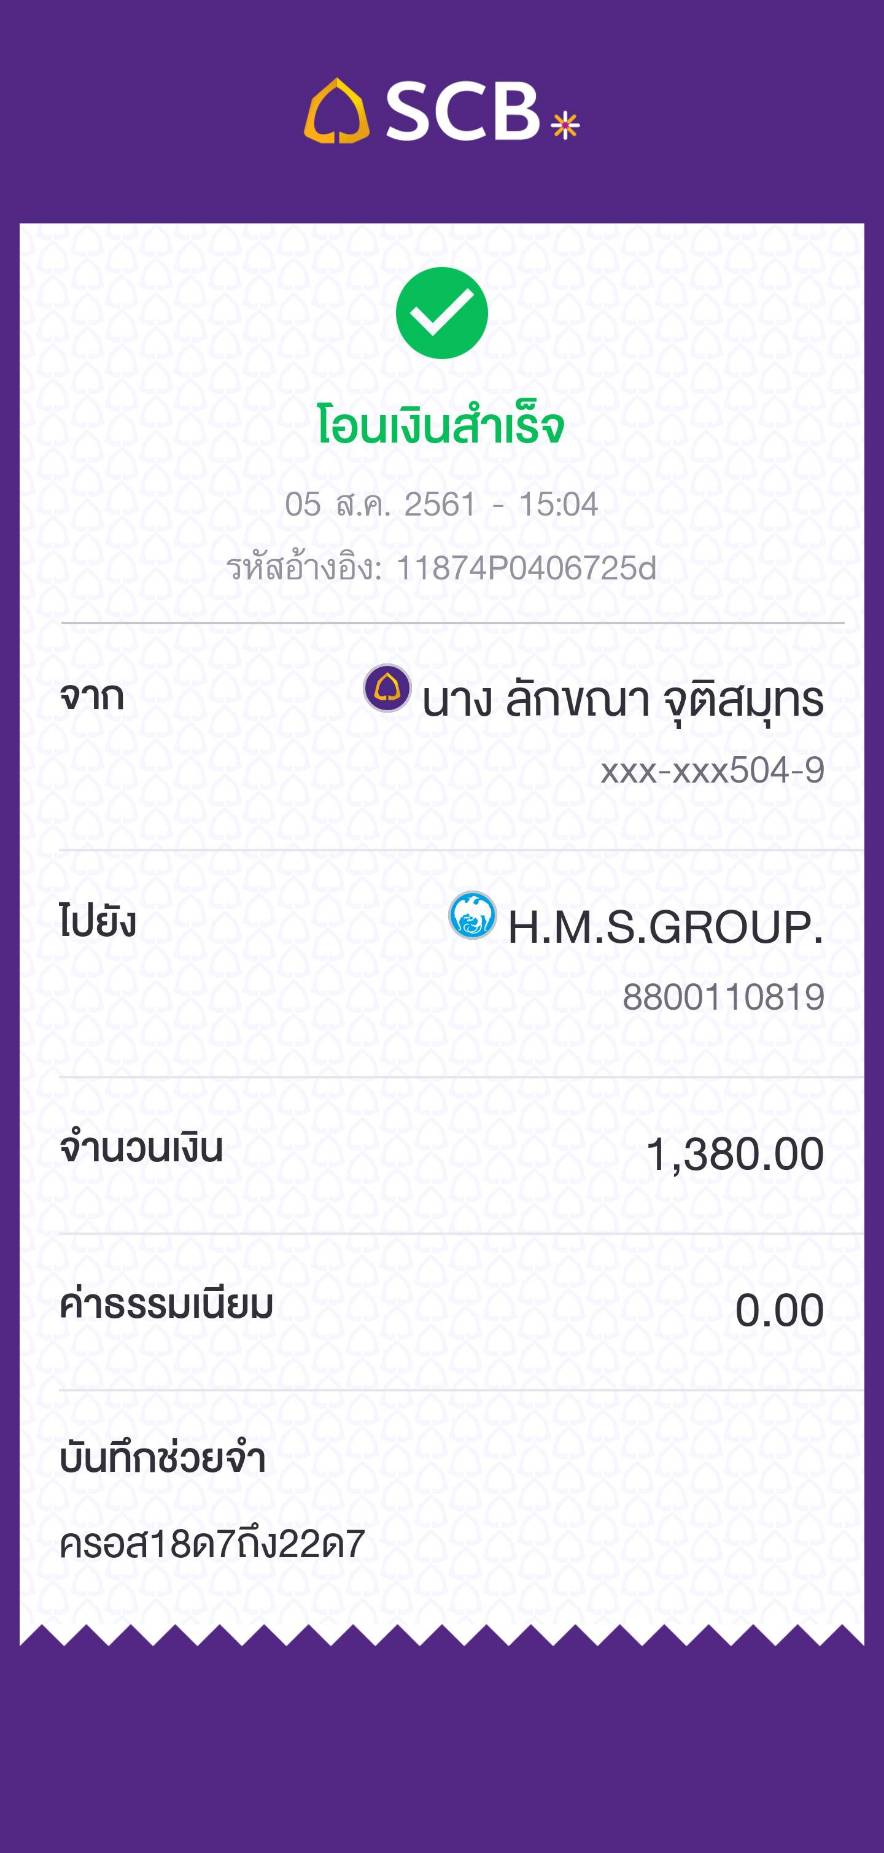 SCB
โอนเงินสำเร็จ
05 ส.ค. 2561 - 15:04
รหัสอ้างอิง: 11874P0406725d
จาก
นาง ลักขณา จุติสมุทร
xxx-xxx504-9
ไปยัง
H.M.S.GROUP.
8800110819
จำนวนเงิน
1,380.00
ค่าธรรมเนียม
0.00
บันทึกช่วยจำ
ครอส18ด7ถึง22ด7